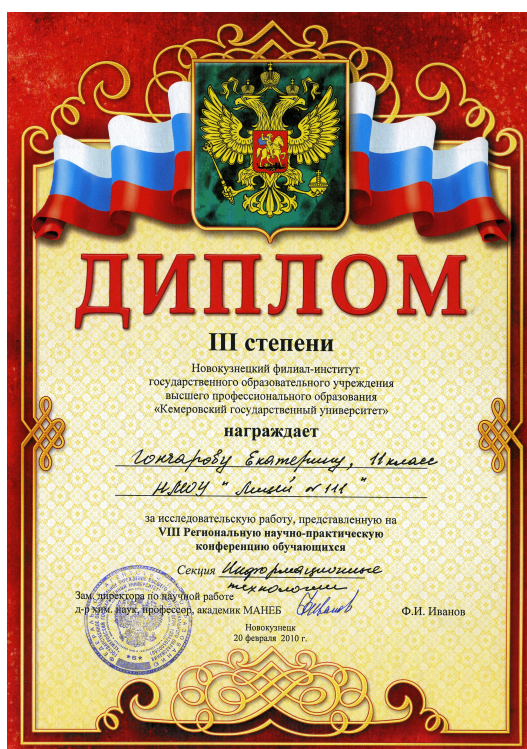 ДИПЛОМ
III степени
Новокузнецкий филиал-институт
государственного образовательного учреждения
высшего профессионального образования
«Кемеровский государственный университет»
награждает
Гончарову Екатерину, 11 класс
НМОУ " Лицей № 111 "
за исследовательскую работу, представленную на
VIII Региональную научно-практическую
конференцию обучающихся
Секция Информационные
технологии
Зам. директора по научной работе
д-р хим. наук, профессор, академик МАНЕБ Ф.И. Иванов
Новокузнецк
20 февраля 2010 г.